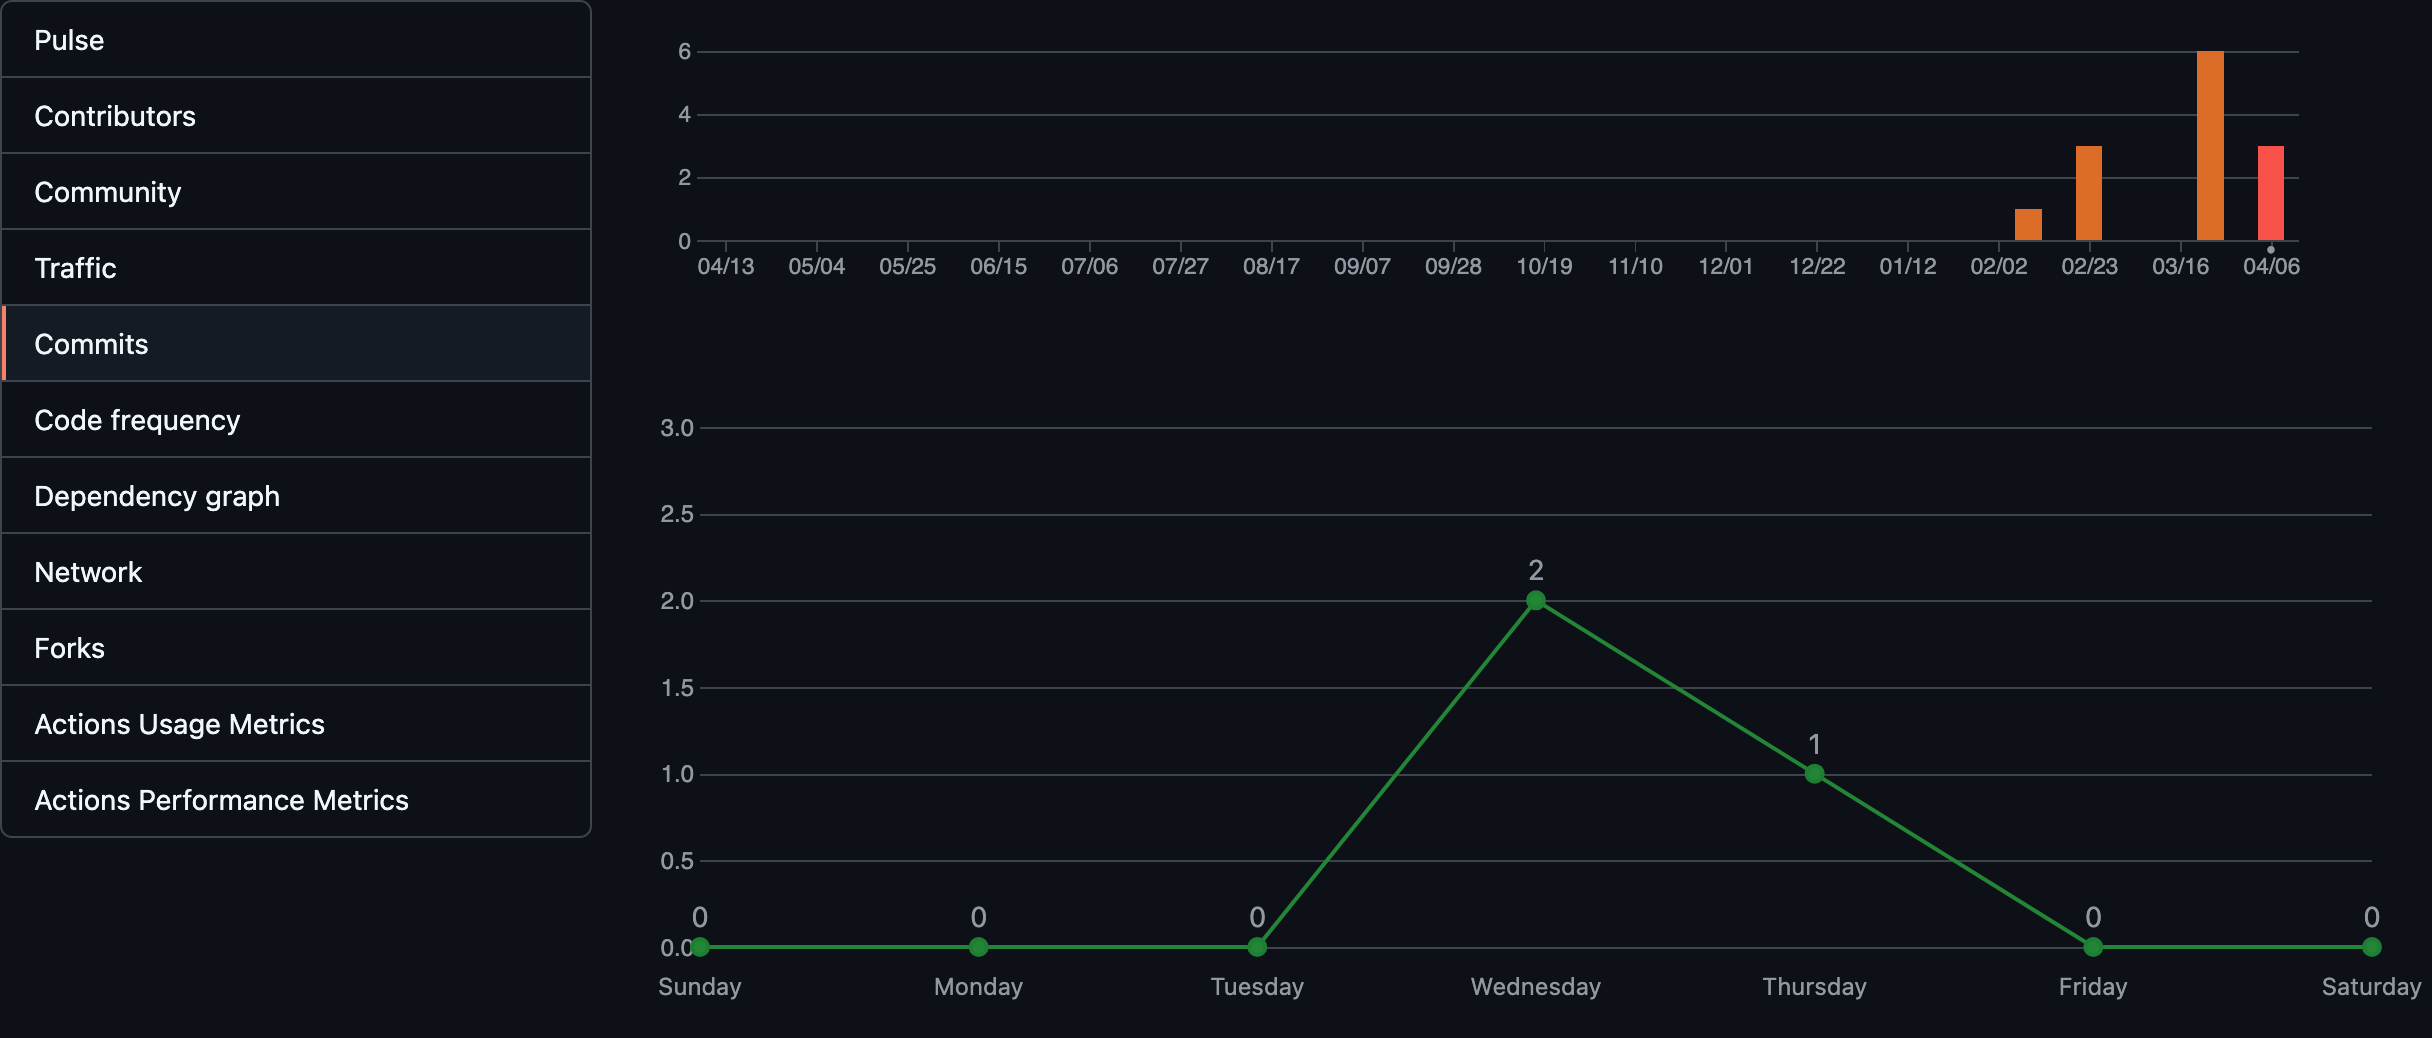 Pulse
Contributors
Community
Traffic
Commits
Code frequency
Dependency graph
Network
Forks
Actions Usage Metrics
Actions Performance Metrics
6
4
2
0
04/13 05/04 05/25 06/15 07/06 07/27 08/17 09/07 09/28 10/19 11/10 12/01 12/22 01/12 02/02 02/23 03/16 04/06
3.0
2.5
2
2.0
1.5
1
1.0
0.5
0 0 0 0 0
0.0
Sunday Monday Tuesday Wednesday Thursday Friday Saturday